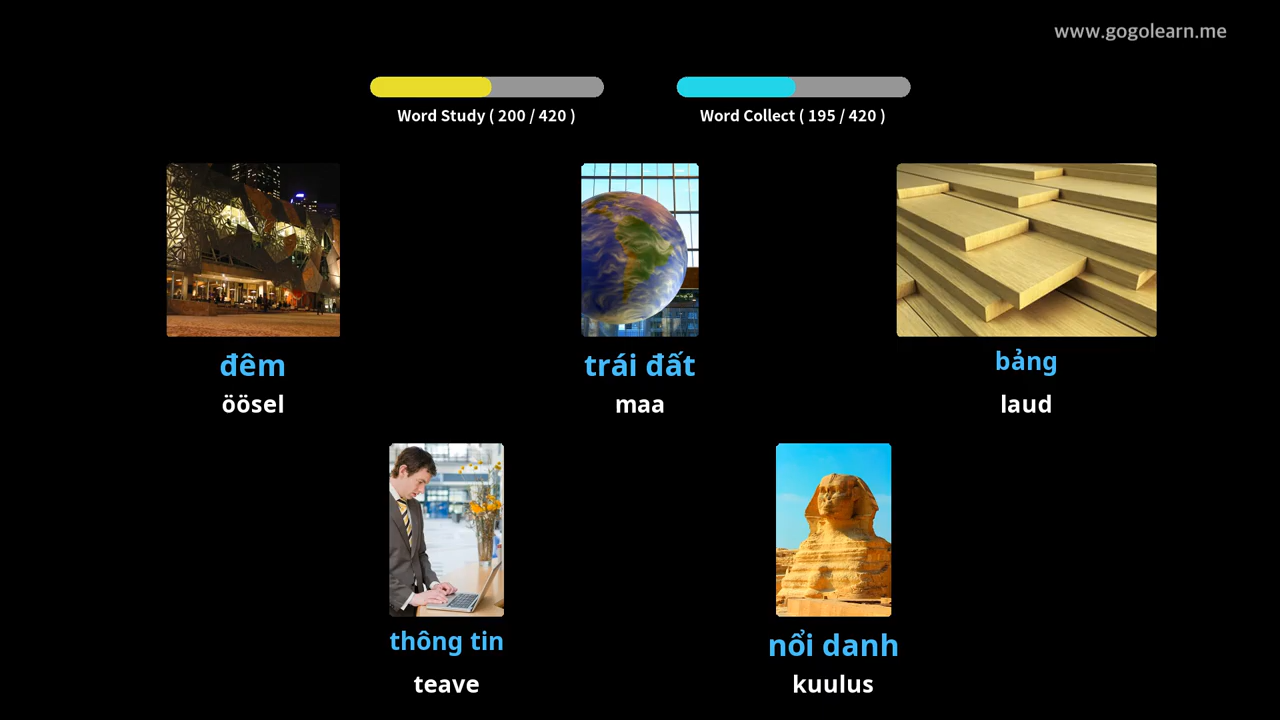 www.gogolearn.me
Word Study ( 200 / 420 )
Word Collect ( 195 / 420 )
đêm
öösel
trái đất
maa
bảng
laud
thông tin
teave
nổi danh
kuulus